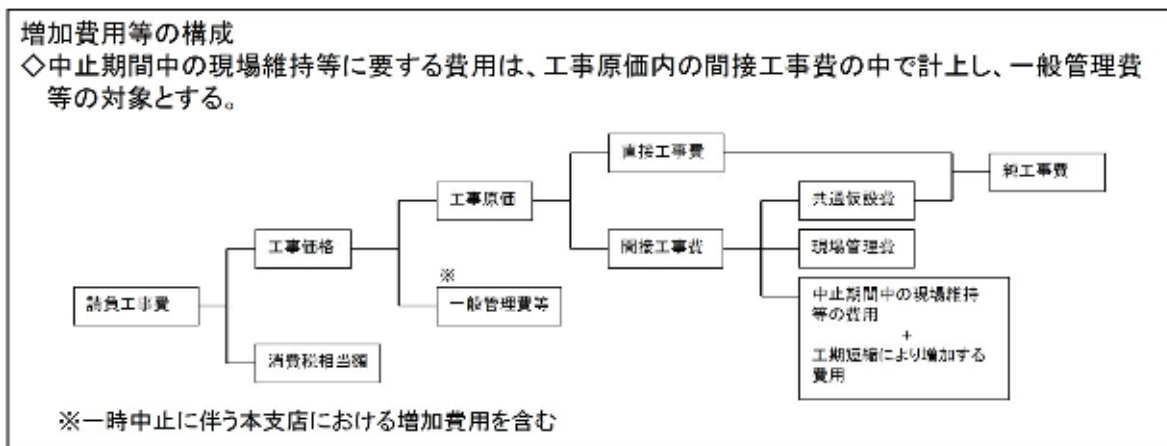 増加費用等の構成
◇中止期間中の現場維持等に要する費用は、工事原価内の間接工事費の中で計上し、一般管理費
等の対象とする。
直接工事費
純工事費
工事原価
共通仮設費
工事価格
間接工事費
現場管理費
※
請負工事費
一般管理費等
中止期間中の現場維持
等の費用
+
工期短縮により増加する
費用
消費税相当額
※一時中止に伴う本支店における増加費用を含む